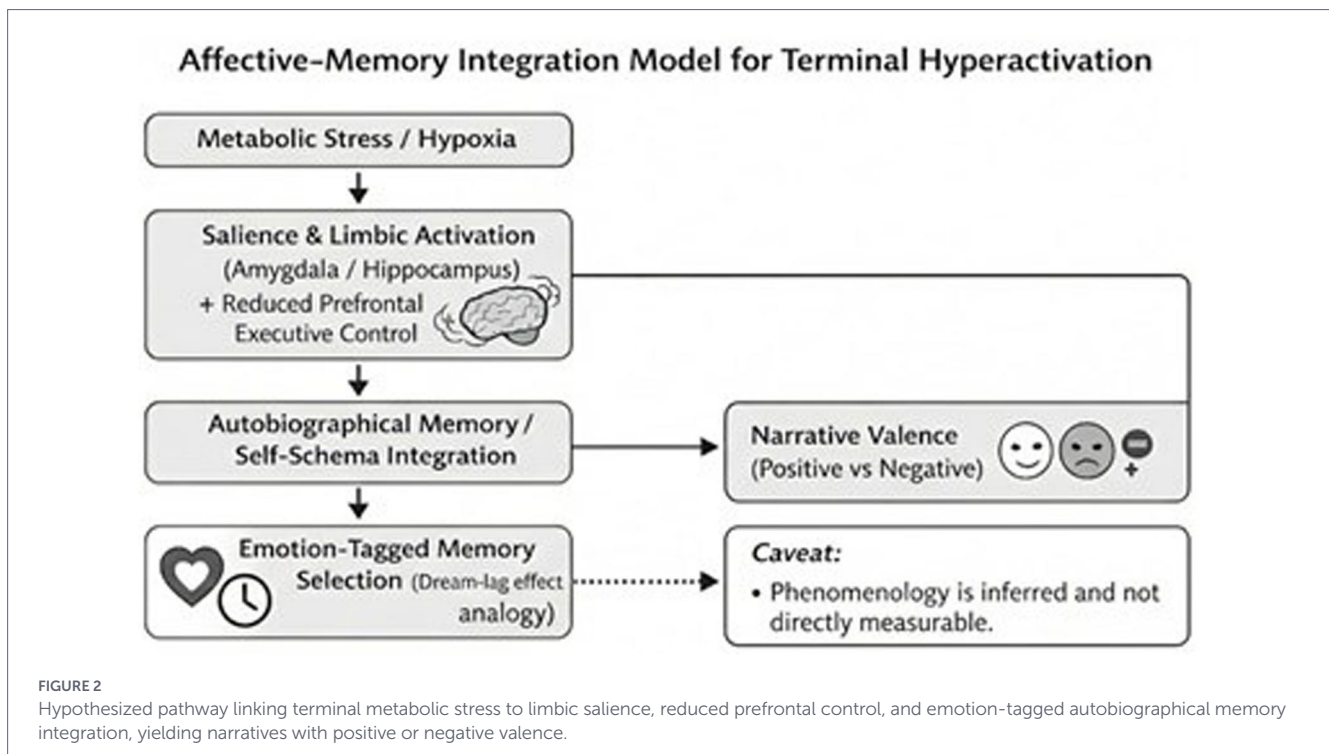 Affective–Memory Integration Model for Terminal Hyperactivation
Metabolic Stress / Hypoxia
Salience & Limbic Activation
(Amygdala / Hippocampus)
+ Reduced Prefrontal
Executive Control
Autobiographical Memory /
Self-Schema Integration
Narrative Valence
(Positive vs Negative)
+
Emotion-Tagged Memory
Selection (Dream-lag effect
analogy)
Caveat:
• Phenomenology is inferred and not
directly measurable.
FIGURE 2
Hypothesized pathway linking terminal metabolic stress to limbic salience, reduced prefrontal control, and emotion-tagged autobiographical memory
integration, yielding narratives with positive or negative valence.